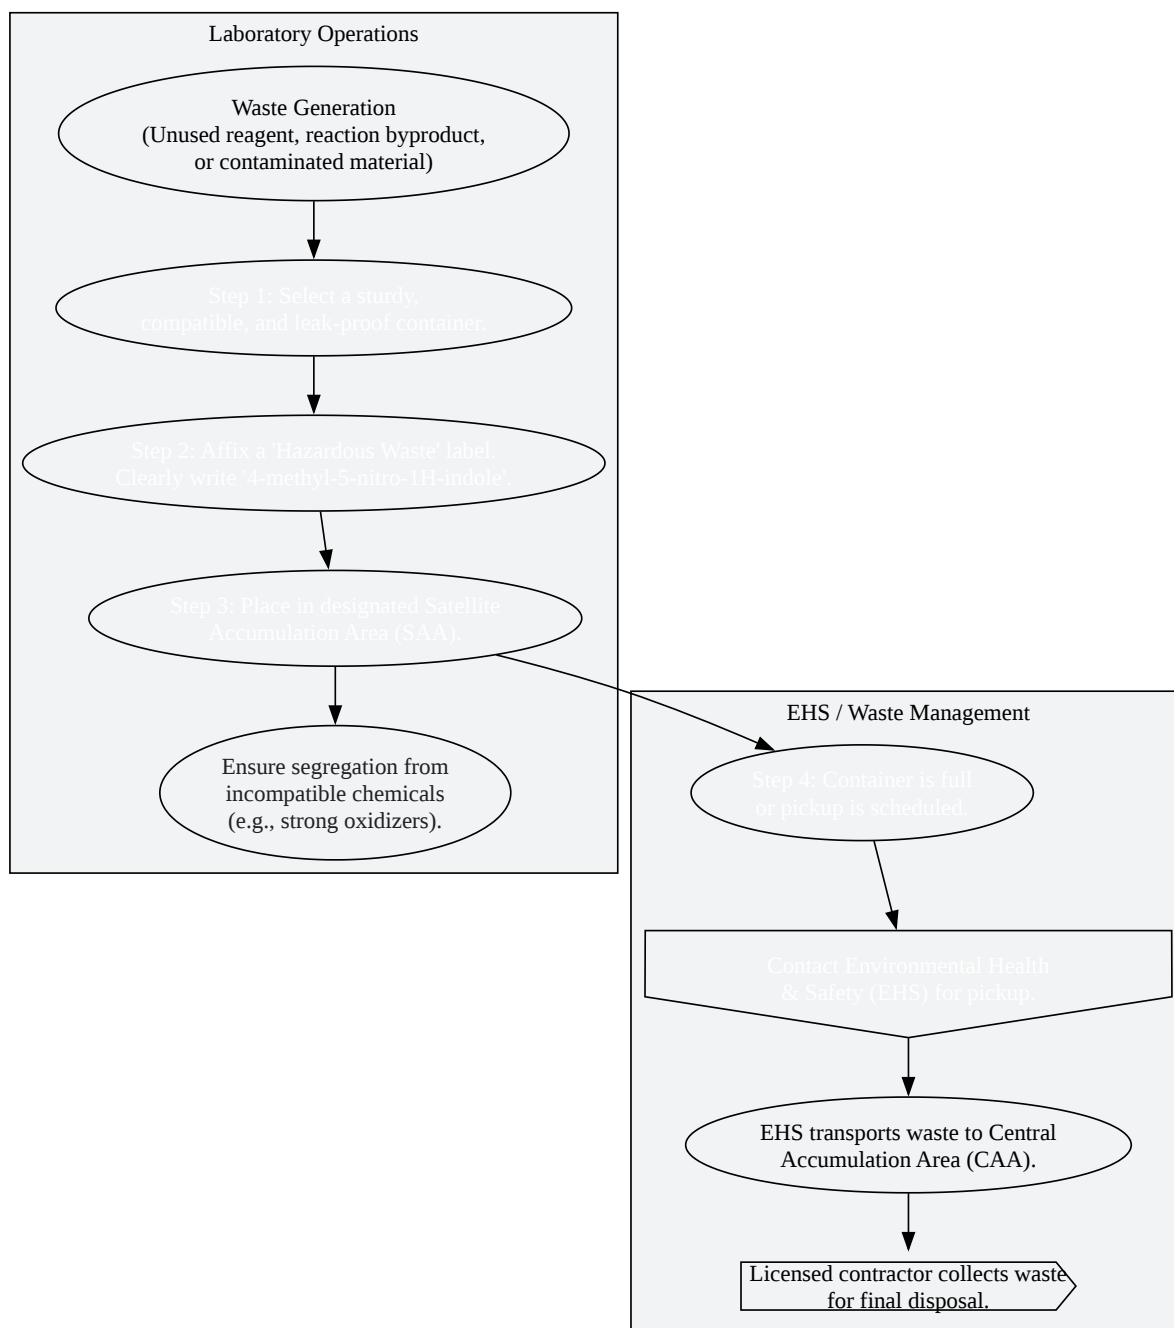 Laboratory Operations
Waste Generation
(Unused reagent, reaction byproduct,
or contaminated material)
Step 1: Select a sturdy,
compatible, and leak-proof container.
Step 2: Affix a 'Hazardous Waste' label.
Clearly write '4-methyl-5-nitro-1H-indole'.
Step 3: Place in designated Satellite
Accumulation Area (SAA).
Ensure segregation from
incompatible chemicals
(e.g., strong oxidizers).
EHS / Waste Management
Step 4: Container is full
or pickup is scheduled.
Contact Environmental Health
& Safety (EHS) for pickup.
EHS transports waste to Central
Accumulation Area (CAA).
Licensed contractor collects waste
for final disposal.